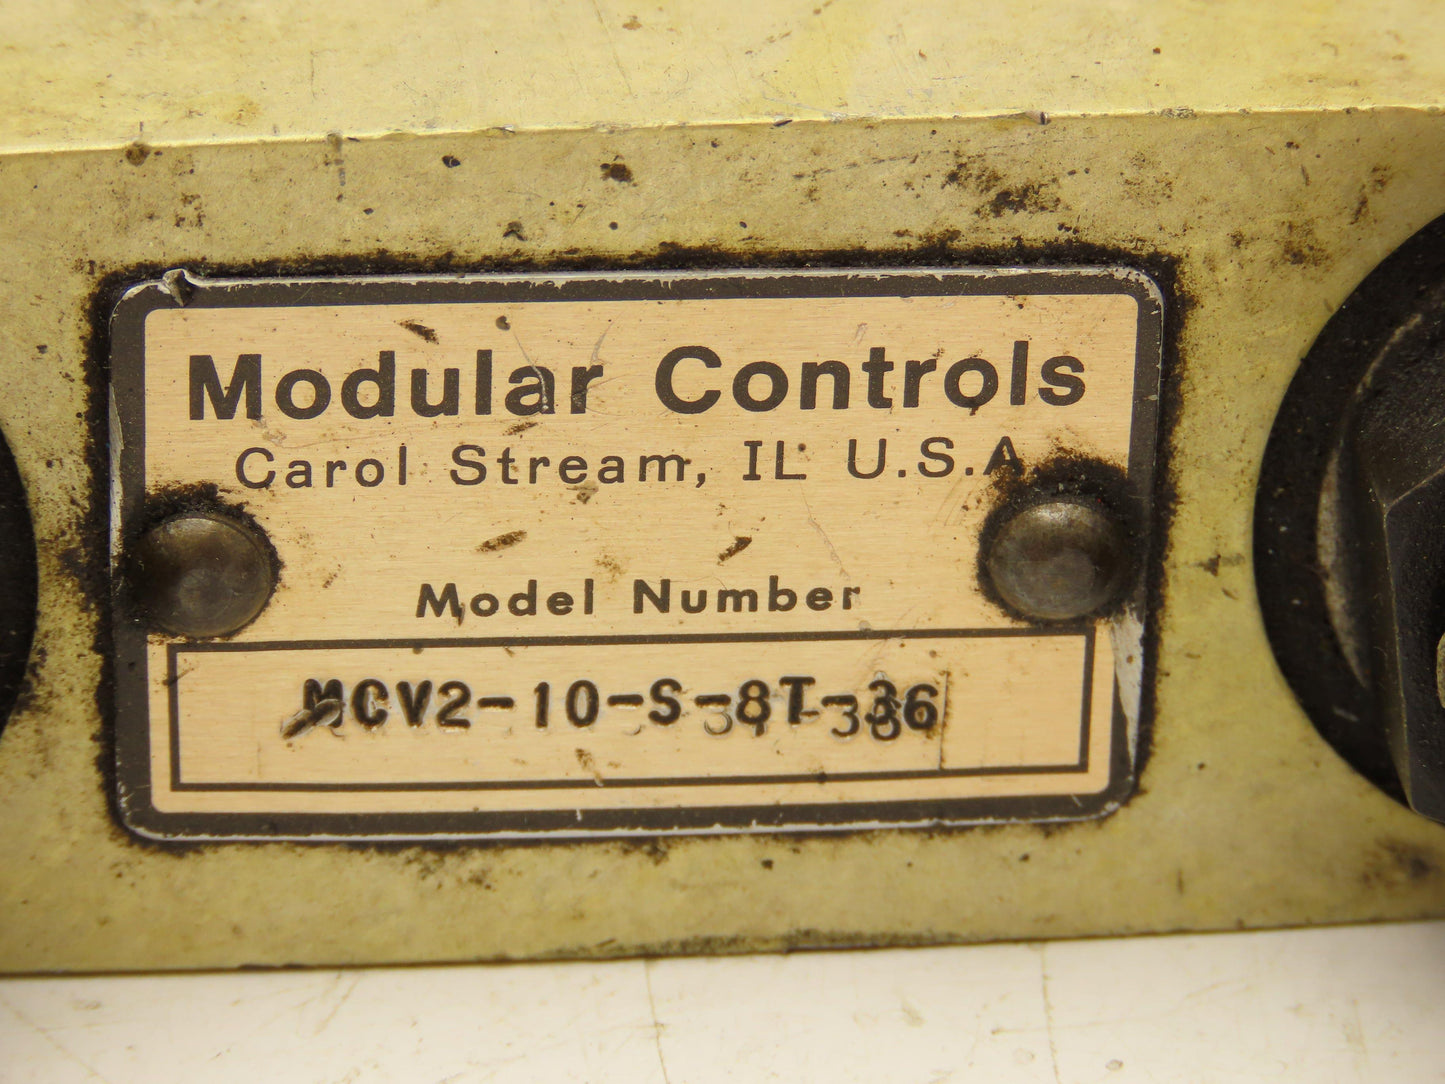 Modular Controls
Carol Stream, IL U.S.A.
Model Number
MCV2-10-S-8T-36